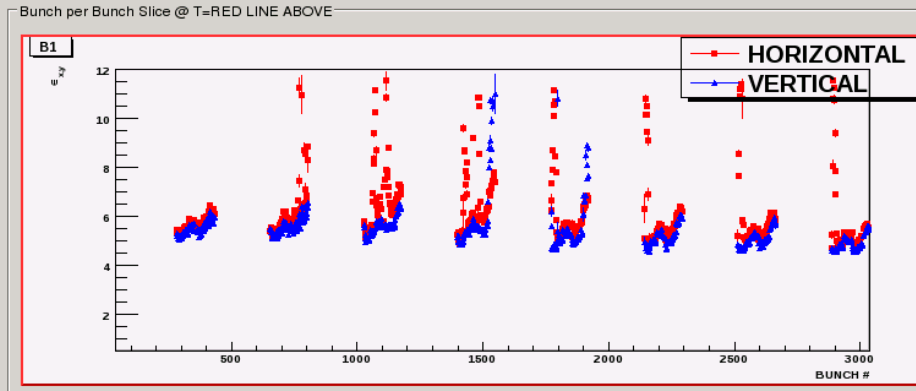 Bunch per Bunch Slice @ T=RED LINE ABOVE
B1
HORIZONTAL
VERTICAL
ϵxy
12
10
8
6
4
2
500
1000
1500
2000
2500
3000
BUNCH #